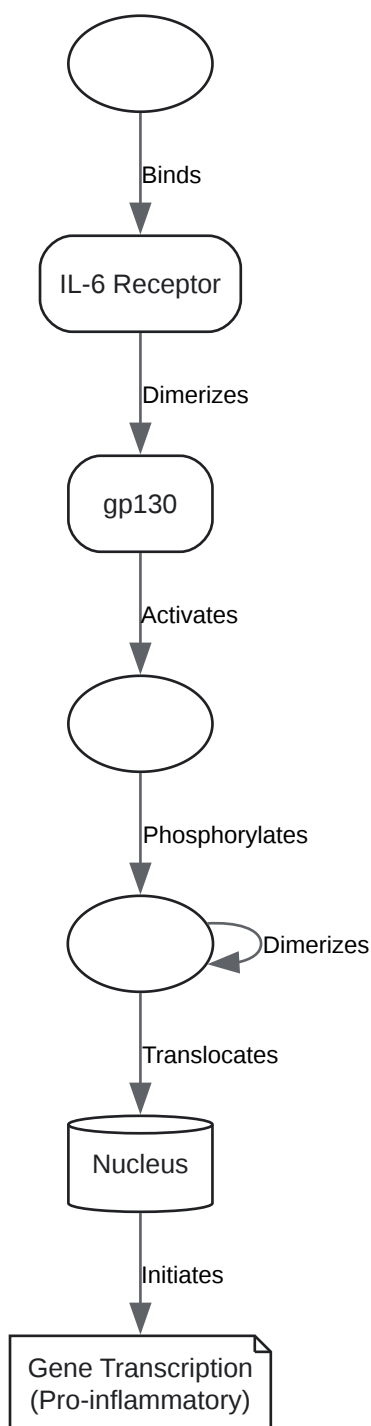 Binds
IL-6 Receptor
Dimerizes
gp130
Activates
Phosphorylates
Dimerizes
Translocates
Nucleus
Initiates
Gene Transcription
(Pro-inflammatory)